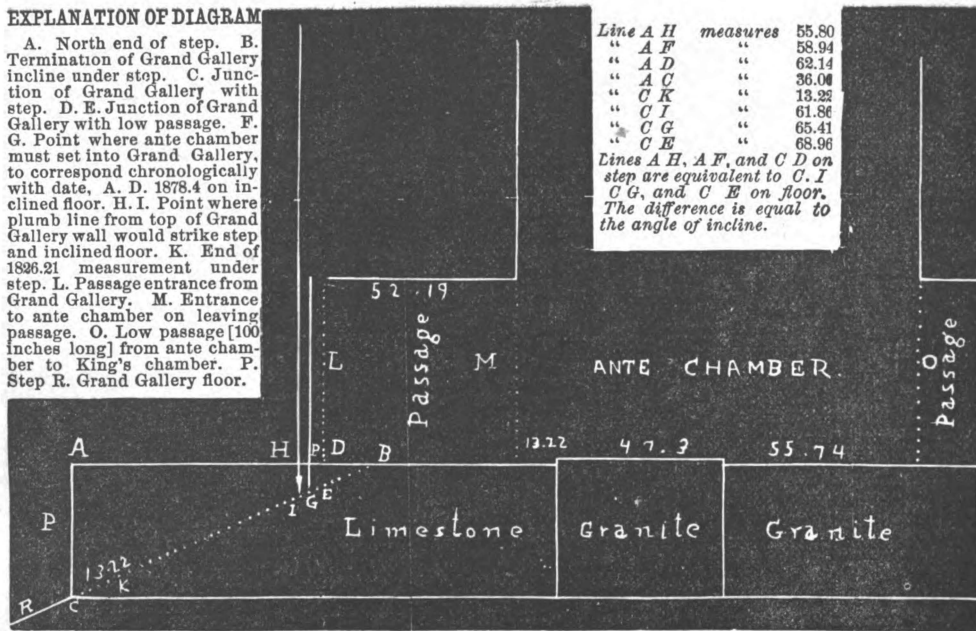 EXPLANATION OF DIAGRAM
A. North end of step. B.
Termination of Grand Gallery
incline under step. C. Junc-
tion of Grand Gallery with
step. D. E. Junction of Grand
Gallery with low passage. F.
G. Point where ante chamber
must set into Grand Gallery,
to correspond chronologically
with date, A. D. 1878.4 on in-
clined floor. H. I. Point where
plumb line from top of Grand
Gallery wall would strike step
and inclined floor. K. End of
1826.21 measurement under
step. L. Passage entrance from
Grand Gallery. M. Entrance
to ante chamber on leaving
passage. O. Low passage [100
inches long] from ante cham-
ber to King's chamber. P.
Step R. Grand Gallery floor.
Line A H measures 55.80
" A F " 58.94
" A D " 62.14
" A C " 36.00
" C K " 13.22
" C I " 61.86
" C G " 65.41
" C E " 68.96
Lines A H, A F, and C D on
step are equivalent to C. I
C G, and C E on floor.
The difference is equal to
the angle of incline.
52.19
L
Passage
M
ANTE CHAMBER
O
Passage
A
H
P
D
B
13.22
47.3
55.74
P
I
G
E
Limestone
Granite
Granite
13.22
K
R
C